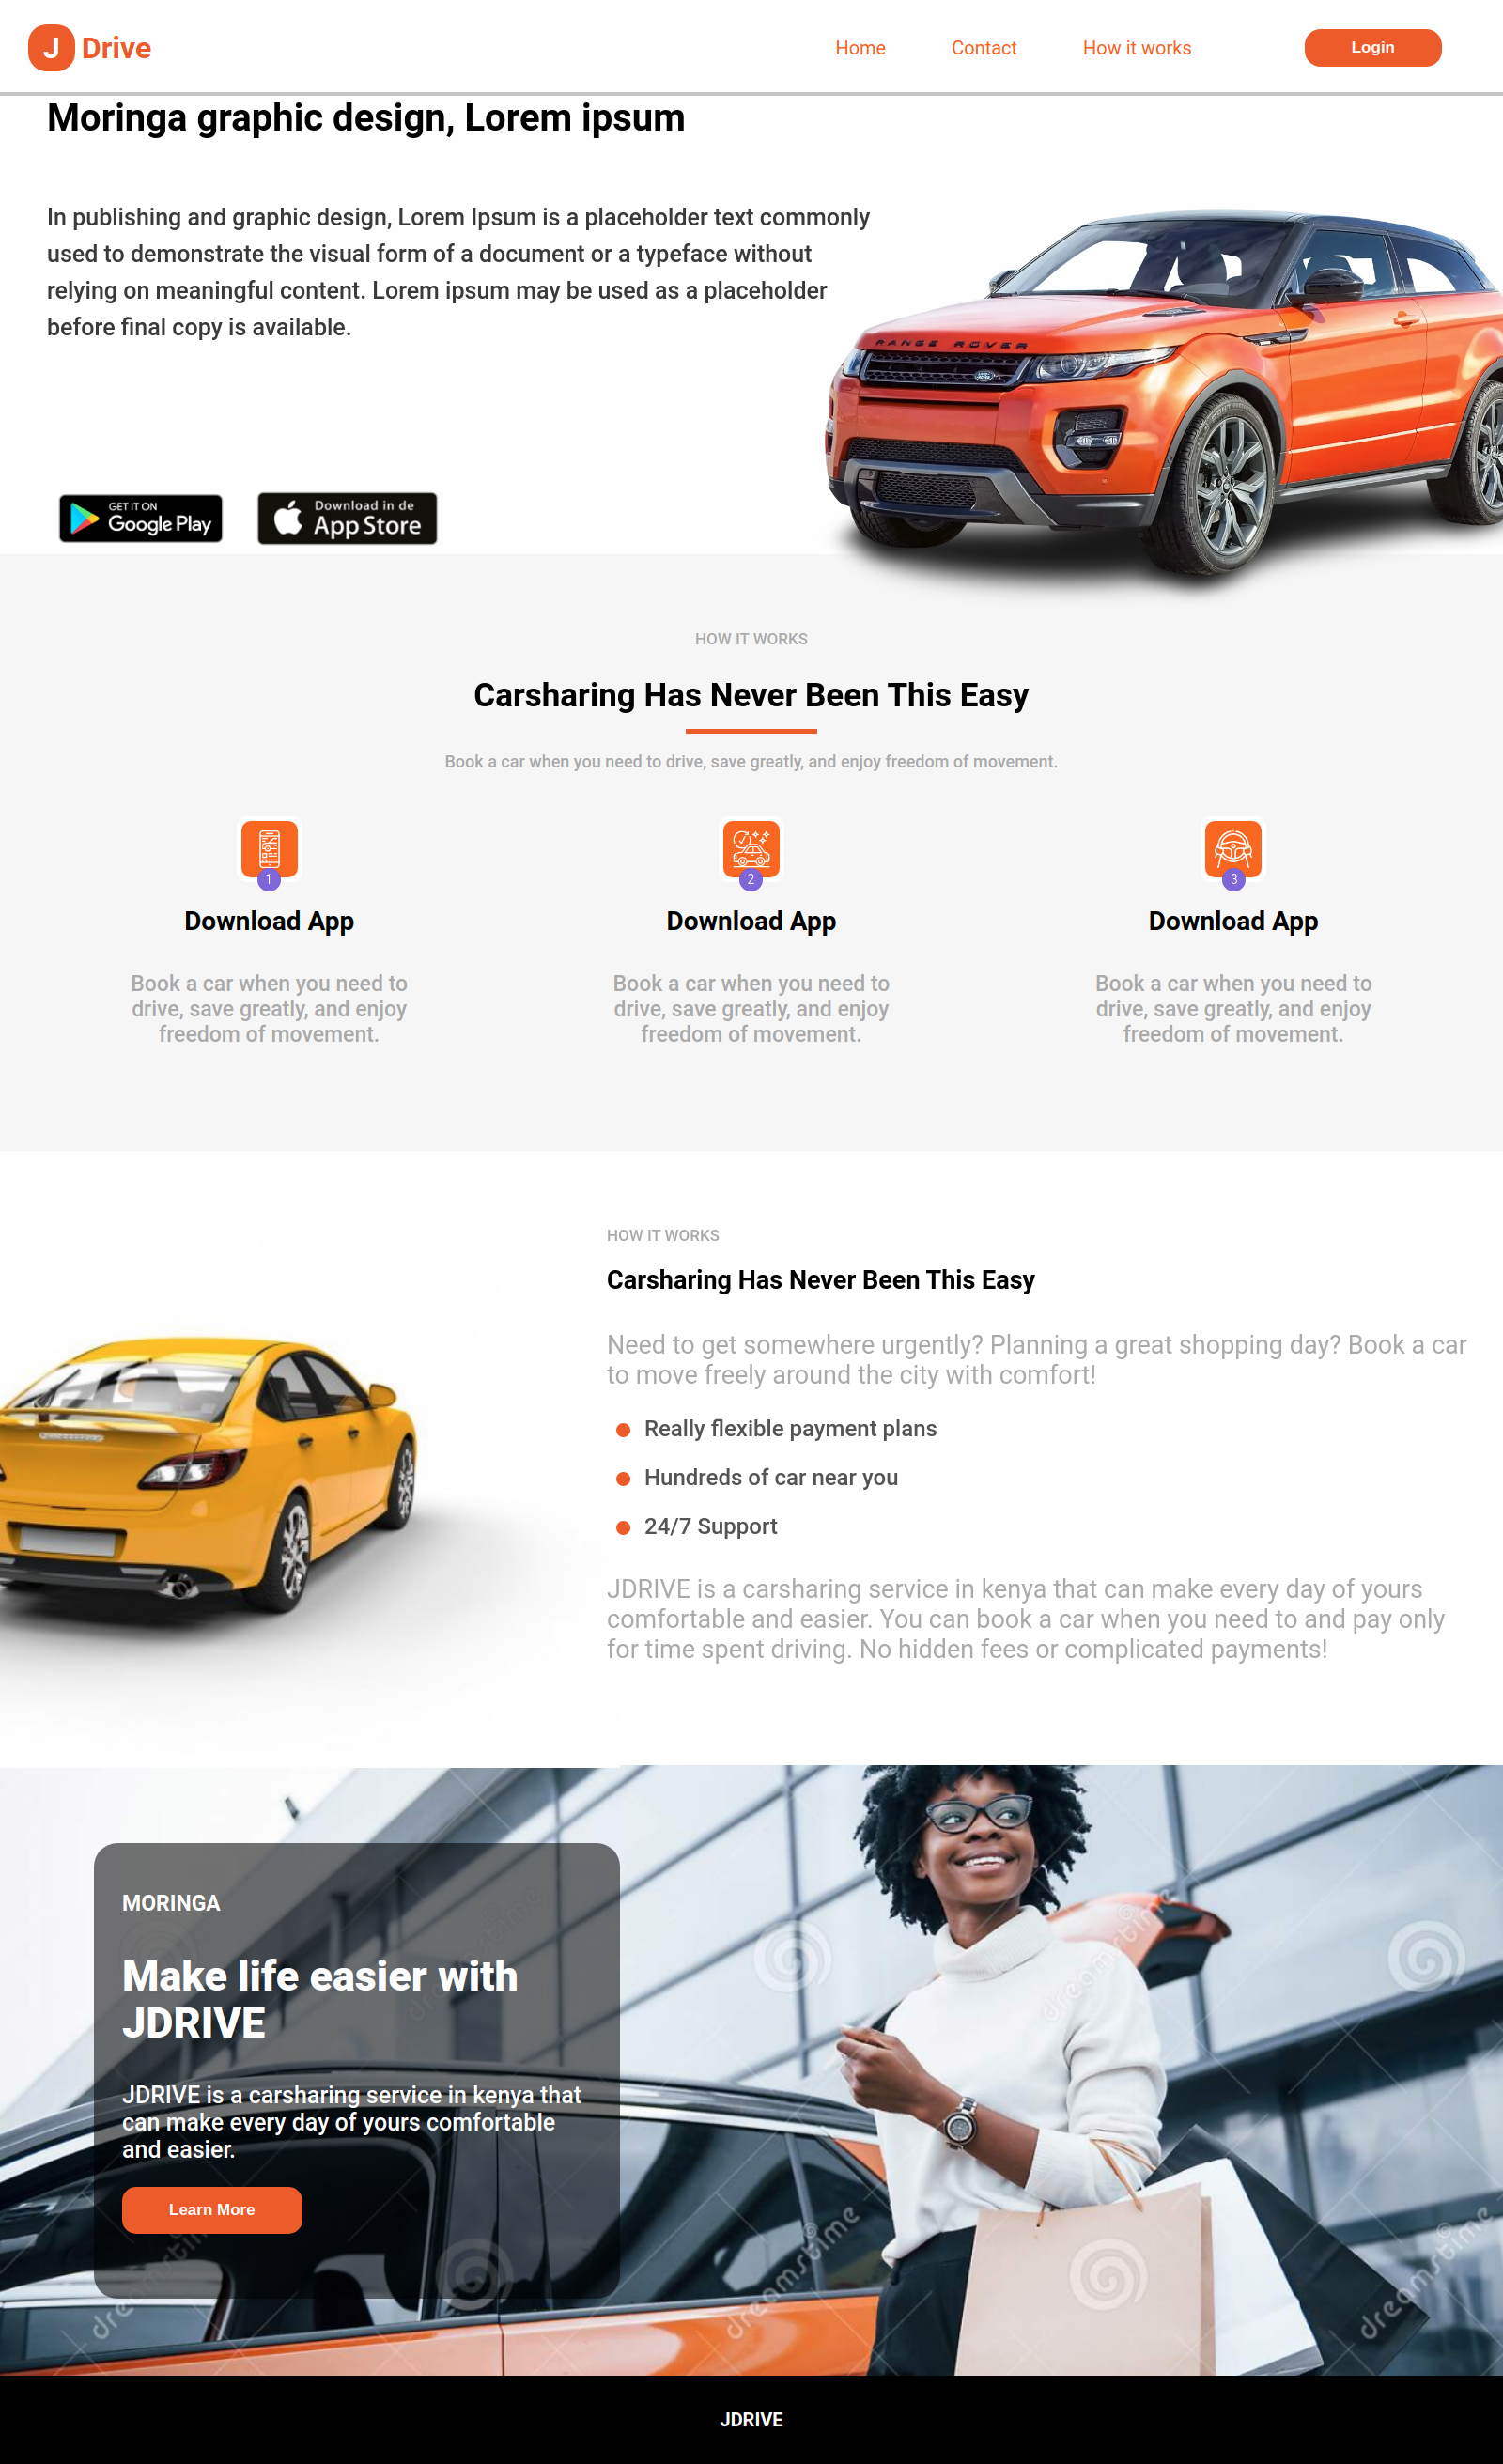 J Drive
Home Contact How it works Login
Moringa graphic design, Lorem ipsum
In publishing and graphic design, Lorem Ipsum is a placeholder text commonly
used to demonstrate the visual form of a document or a typeface without
relying on meaningful content. Lorem ipsum may be used as a placeholder
before final copy is available.
RANGE ROVER
GET IT ON
Google Play
Download in de
App Store
HOW IT WORKS
Carsharing Has Never Been This Easy
Book a car when you need to drive, save greatly, and enjoy freedom of movement.
1
Download App
Book a car when you need to
drive, save greatly, and enjoy
freedom of movement.
2
Download App
Book a car when you need to
drive, save greatly, and enjoy
freedom of movement.
3
Download App
Book a car when you need to
drive, save greatly, and enjoy
freedom of movement.
HOW IT WORKS
Carsharing Has Never Been This Easy
Need to get somewhere urgently? Planning a great shopping day? Book a car
to move freely around the city with comfort!
Really flexible payment plans
Hundreds of car near you
24/7 Support
JDRIVE is a carsharing service in kenya that can make every day of yours
comfortable and easier. You can book a car when you need to and pay only
for time spent driving. No hidden fees or complicated payments!
MORINGA
Make life easier with
JDRIVE
JDRIVE is a carsharing service in kenya that
can make every day of yours comfortable
and easier.
Learn More
dreamstime
dreamstime
dreamstime
dreamstime
dreamstime
JDRIVE